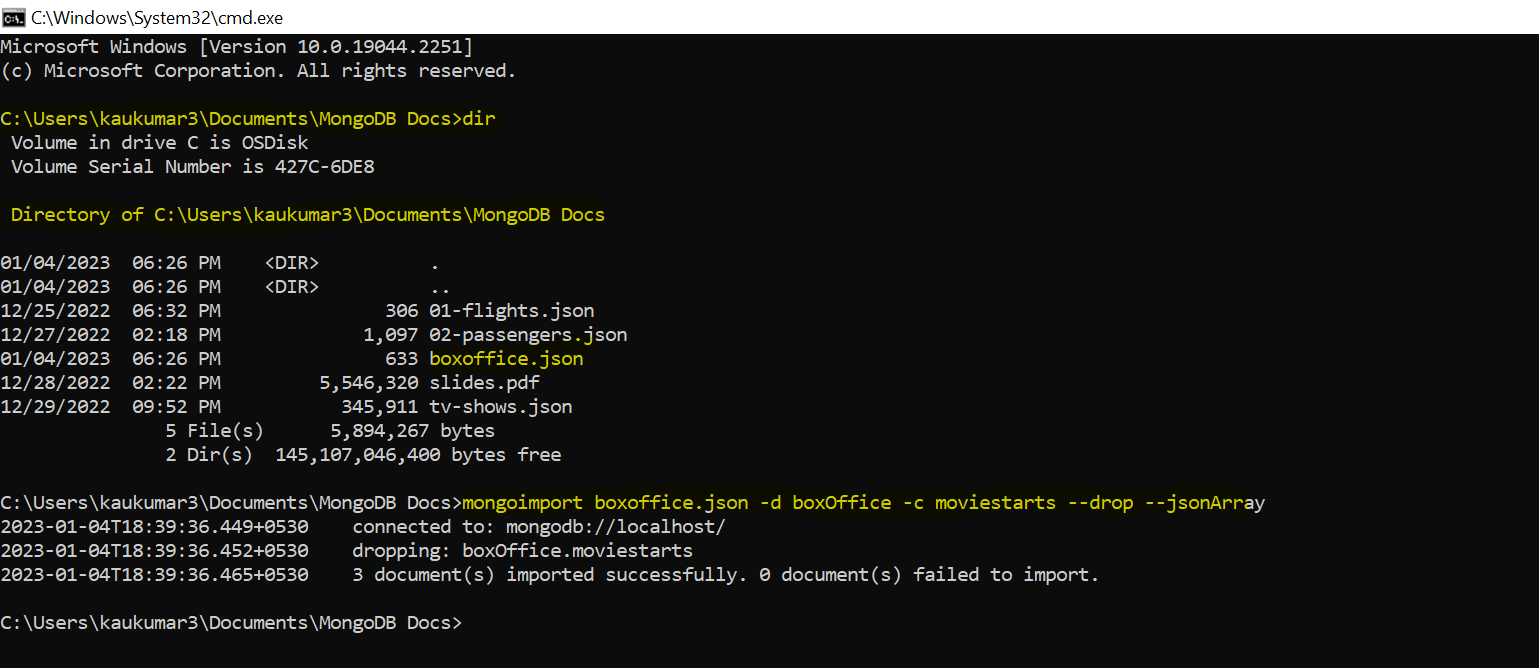 C:\Windows\System32\cmd.exe
Microsoft Windows [Version 10.0.19044.2251]
(c) Microsoft Corporation. All rights reserved.
C:\Users\kaukumar3\Documents\MongoDB Docs>dir
 Volume in drive C is OSDisk
 Volume Serial Number is 427C-6DE8
 Directory of C:\Users\kaukumar3\Documents\MongoDB Docs
01/04/2023  06:26 PM    <DIR>          .
01/04/2023  06:26 PM    <DIR>          ..
12/25/2022  06:32 PM               306 01-flights.json
12/27/2022  02:18 PM             1,097 02-passengers.json
01/04/2023  06:26 PM               633 boxoffice.json
12/28/2022  02:22 PM         5,546,320 slides.pdf
12/29/2022  09:52 PM           345,911 tv-shows.json
               5 File(s)      5,894,267 bytes
               2 Dir(s)  145,107,046,400 bytes free
C:\Users\kaukumar3\Documents\MongoDB Docs>mongoimport boxoffice.json -d boxOffice -c moviestarts --drop --jsonArray
2023-01-04T18:39:36.449+0530    connected to: mongodb://localhost/
2023-01-04T18:39:36.452+0530    dropping: boxOffice.moviestarts
2023-01-04T18:39:36.465+0530    3 document(s) imported successfully. 0 document(s) failed to import.
C:\Users\kaukumar3\Documents\MongoDB Docs>